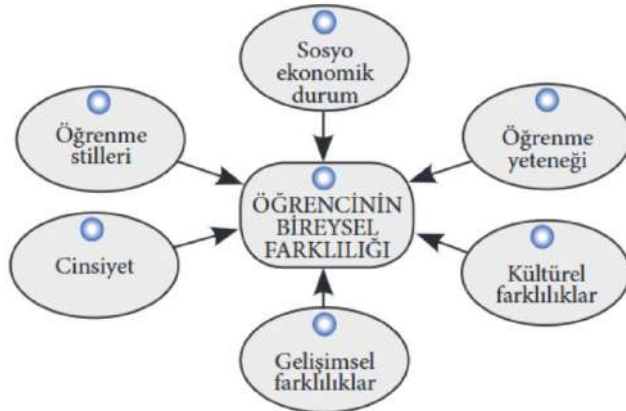 Sosyo
ekonomik
durum
Öğrenme
stilleri
Öğrenme
yeteneği
ÖĞRENCİNİN
BİREYSEL
FARKLILIĞI
Cinsiyet
Kültürel
farklılıklar
Gelişimsel
farklılıklar